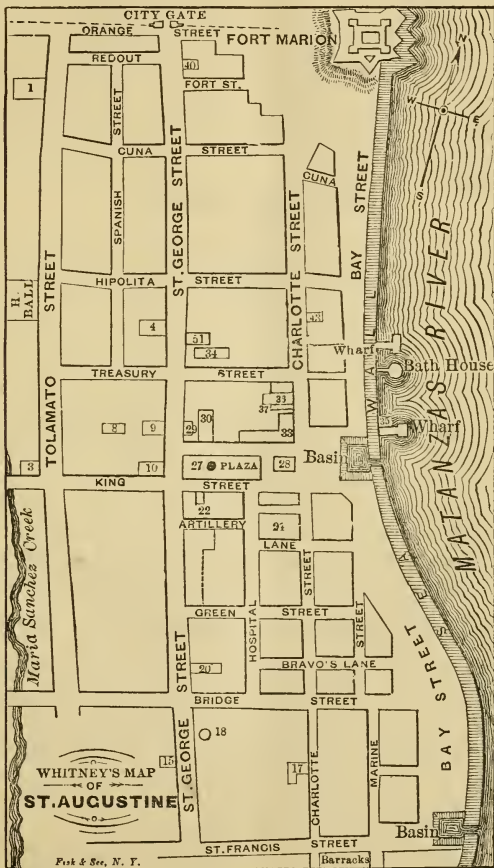 CITY GATE
ORANGE STREET
FORT MARION
REDOUT
40
FORT ST.
1
N
W E
S
STREET
CUNA STREET
CUNA
SPANISH
ST. GEORGE STREET
CHARLOTTE STREET
BAY STREET
MATANZAS RIVER
HIPOLITA STREET
H. BALL
TOLAMATO STREET
4
51
34
43
Wharf
Bath House
TREASURY STREET
SEA WALL
8
9
29
30
36
37
33
35
Wharf
Basin
3
10
27 PLAZA
28
KING STREET
22
ARTILLERY LANE
24
STREET
Maria Sanchez Creek
GREEN STREET
HOSPITAL
STREET
BRAVO'S LANE
20
STREET
BRIDGE STREET
BAY STREET
ST. GEORGE
18
15
17
CHARLOTTE
MARINE
WHITNEY'S MAP
OF
ST. AUGUSTINE
Basin
ST. FRANCIS STREET
Barracks
Fisk & See, N. Y.